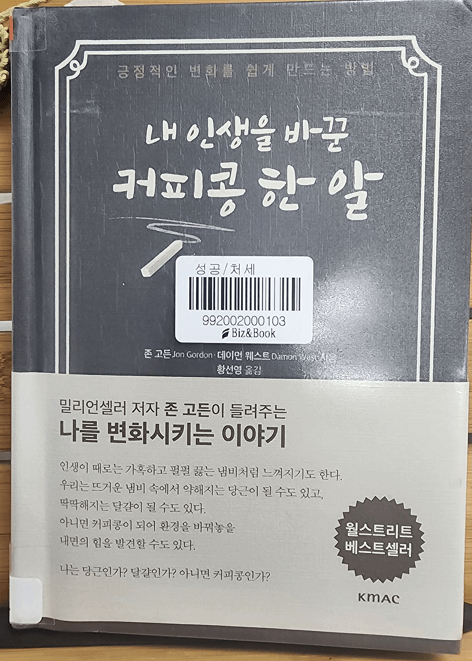 긍정적인 변화를 쉽게 만드는 방법
내 인생을 바꾼
커피콩 한 알
성공/처세
992002000103
Biz&Book
존 고든 Jon Gordon · 데이먼 웨스트 Damon West
황선영 옮김
밀리언셀러 저자 존 고든이 들려주는
나를 변화시키는 이야기
인생이 때로는 가혹하고 펄펄 끓는 냄비처럼 느껴지기도 한다.
우리는 뜨거운 냄비 속에서 약해지는 당근이 될 수도 있고,
딱딱해지는 달걀이 될 수도 있다.
아니면 커피콩이 되어 환경을 바꿔놓을
내면의 힘을 발견할 수도 있다.
나는 당근인가? 달걀인가? 아니면 커피콩인가?
월스트리트
베스트셀러
KMAC